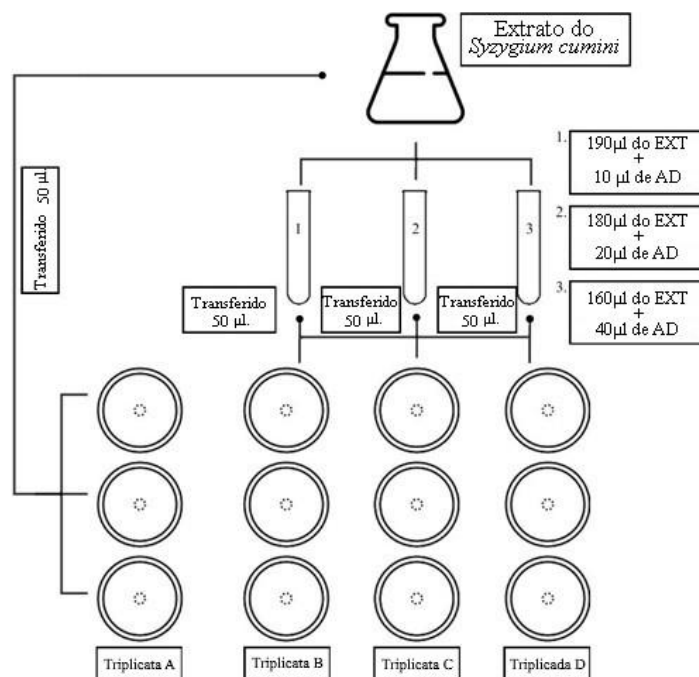 Extrato do
Syzygium cumini
Transferido 50 µl.
1.
190µl do EXT
+
10 µl de AD
2.
180µl do EXT
+
20µl de AD
3.
160µl do EXT
+
40µl de AD
1
2
3
Transferido
50 µl.
Transferido
50 µl.
Transferido
50 µl.
Triplicata A
Triplicata B
Triplicata C
Triplicada D